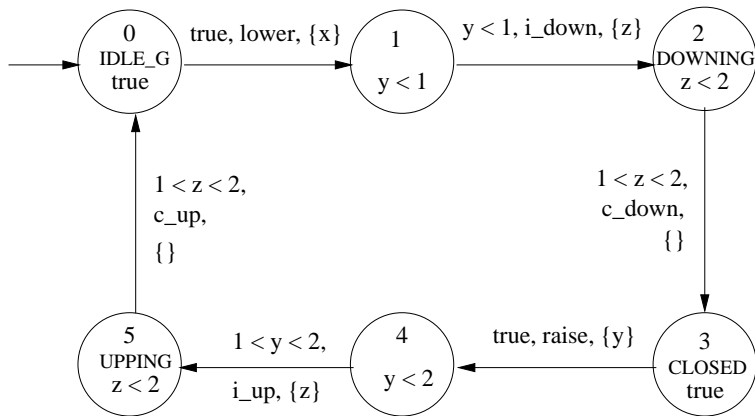 0
IDLE_G
true
true, lower, {x}
1
y < 1
y < 1, i_down, {z}
2
DOWNING
z < 2
1 < z < 2,
c_up,
{}
1 < z < 2,
c_down,
{}
5
UPPING
z < 2
1 < y < 2,
i_up, {z}
4
y < 2
true, raise, {y}
3
CLOSED
true